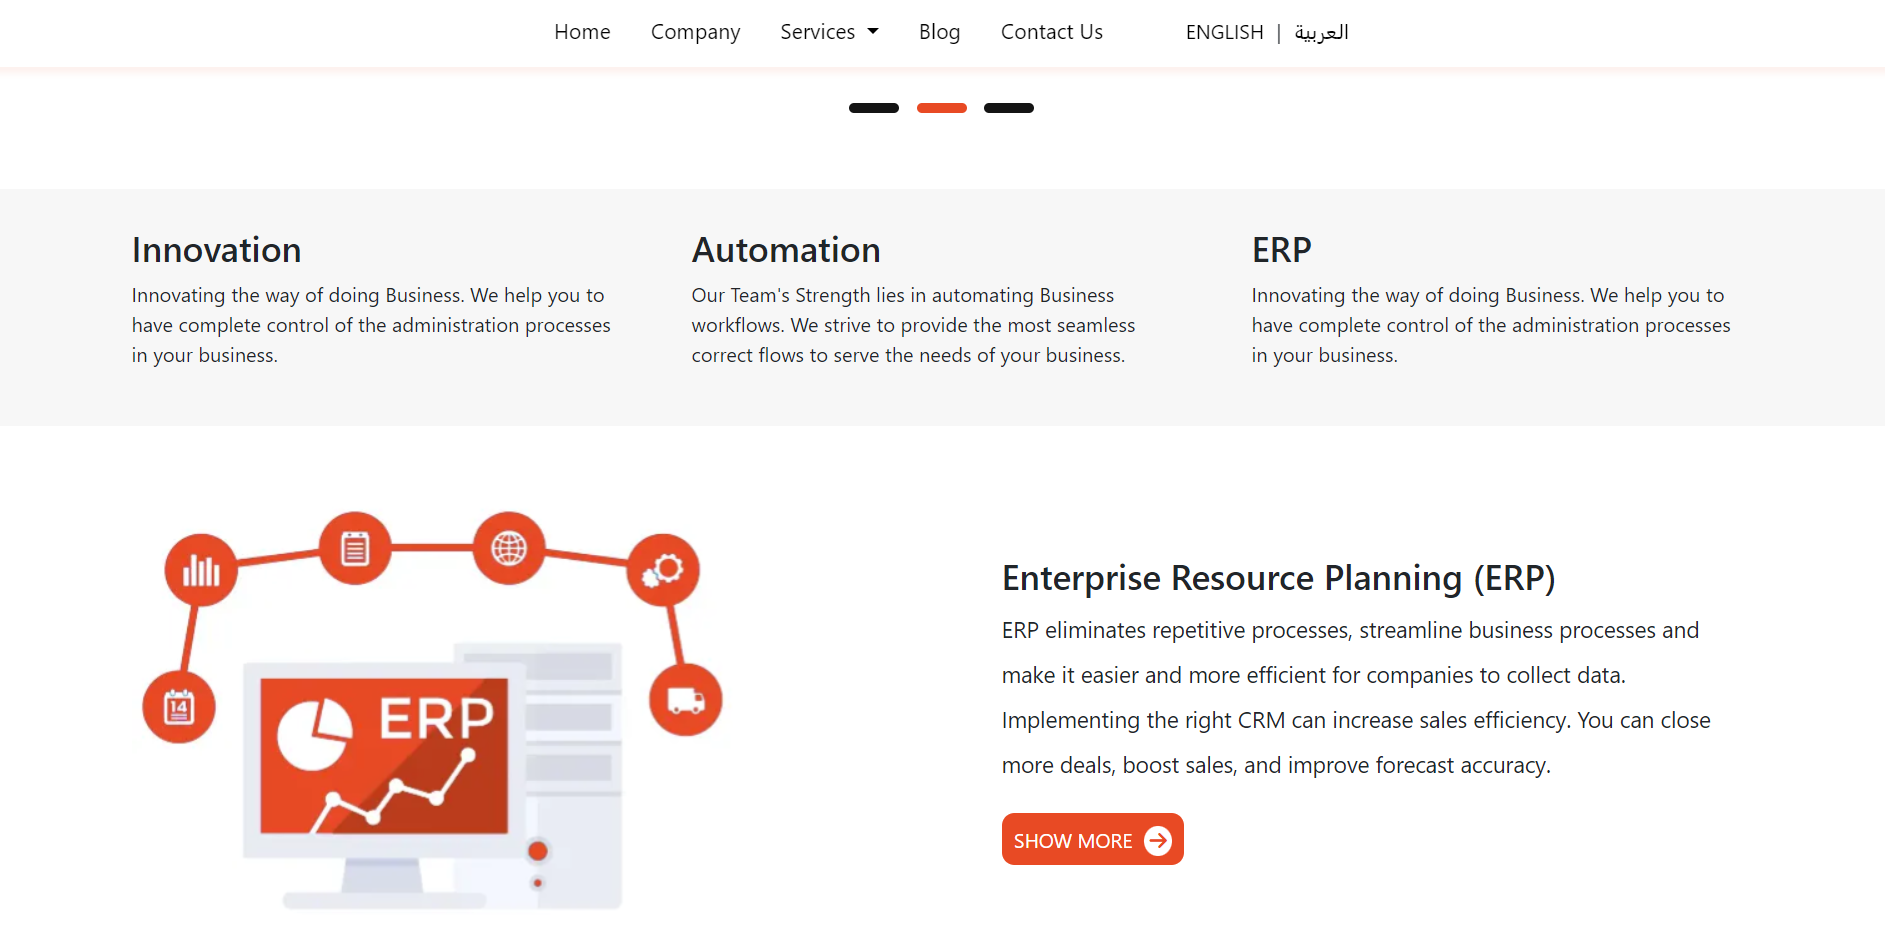 Home Company Services Blog Contact Us ENGLISH | العربية
Innovation
Innovating the way of doing Business. We help you to
have complete control of the administration processes
in your business.
Automation
Our Team's Strength lies in automating Business
workflows. We strive to provide the most seamless
correct flows to serve the needs of your business.
ERP
Innovating the way of doing Business. We help you to
have complete control of the administration processes
in your business.
14
ERP
Enterprise Resource Planning (ERP)
ERP eliminates repetitive processes, streamline business processes and
make it easier and more efficient for companies to collect data.
Implementing the right CRM can increase sales efficiency. You can close
more deals, boost sales, and improve forecast accuracy.
SHOW MORE